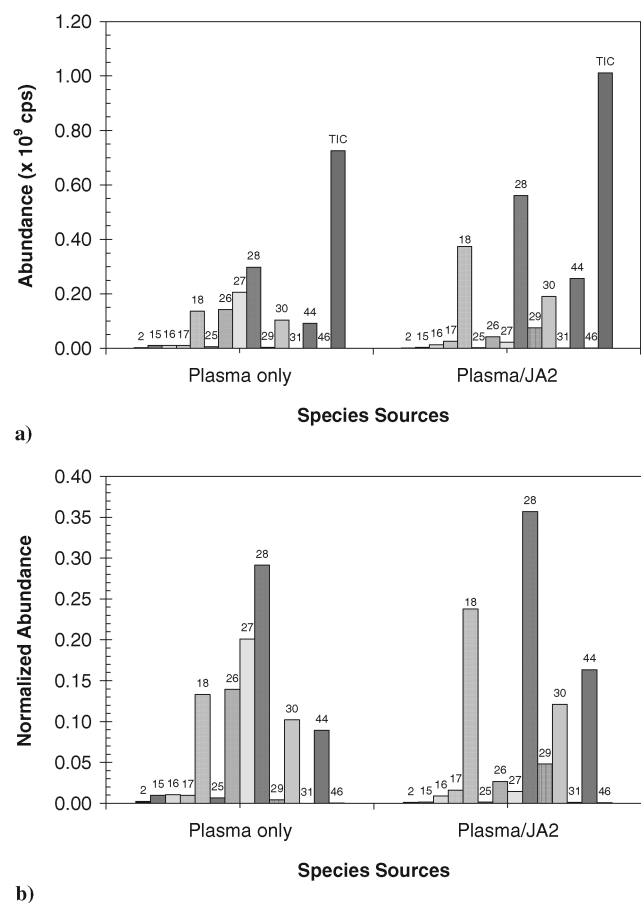 1.20
1.00
0.80
0.60
0.40
0.20
0.00
Abundance (x 10⁹ cps)
2 15 16 17 18 25 26 27 28 29 30 31 44 46 TIC
2 15 16 17 18 25 26 27 28 29 30 31 44 46 TIC
Plasma only Plasma/JA2
Species Sources
a)
0.40
0.35
0.30
0.25
0.20
0.15
0.10
0.05
0.00
Normalized Abundance
2 15 16 17 18 25 26 27 28 29 30 31 44 46
2 15 16 17 18 25 26 27 28 29 30 31 44 46
Plasma only Plasma/JA2
Species Sources
b)